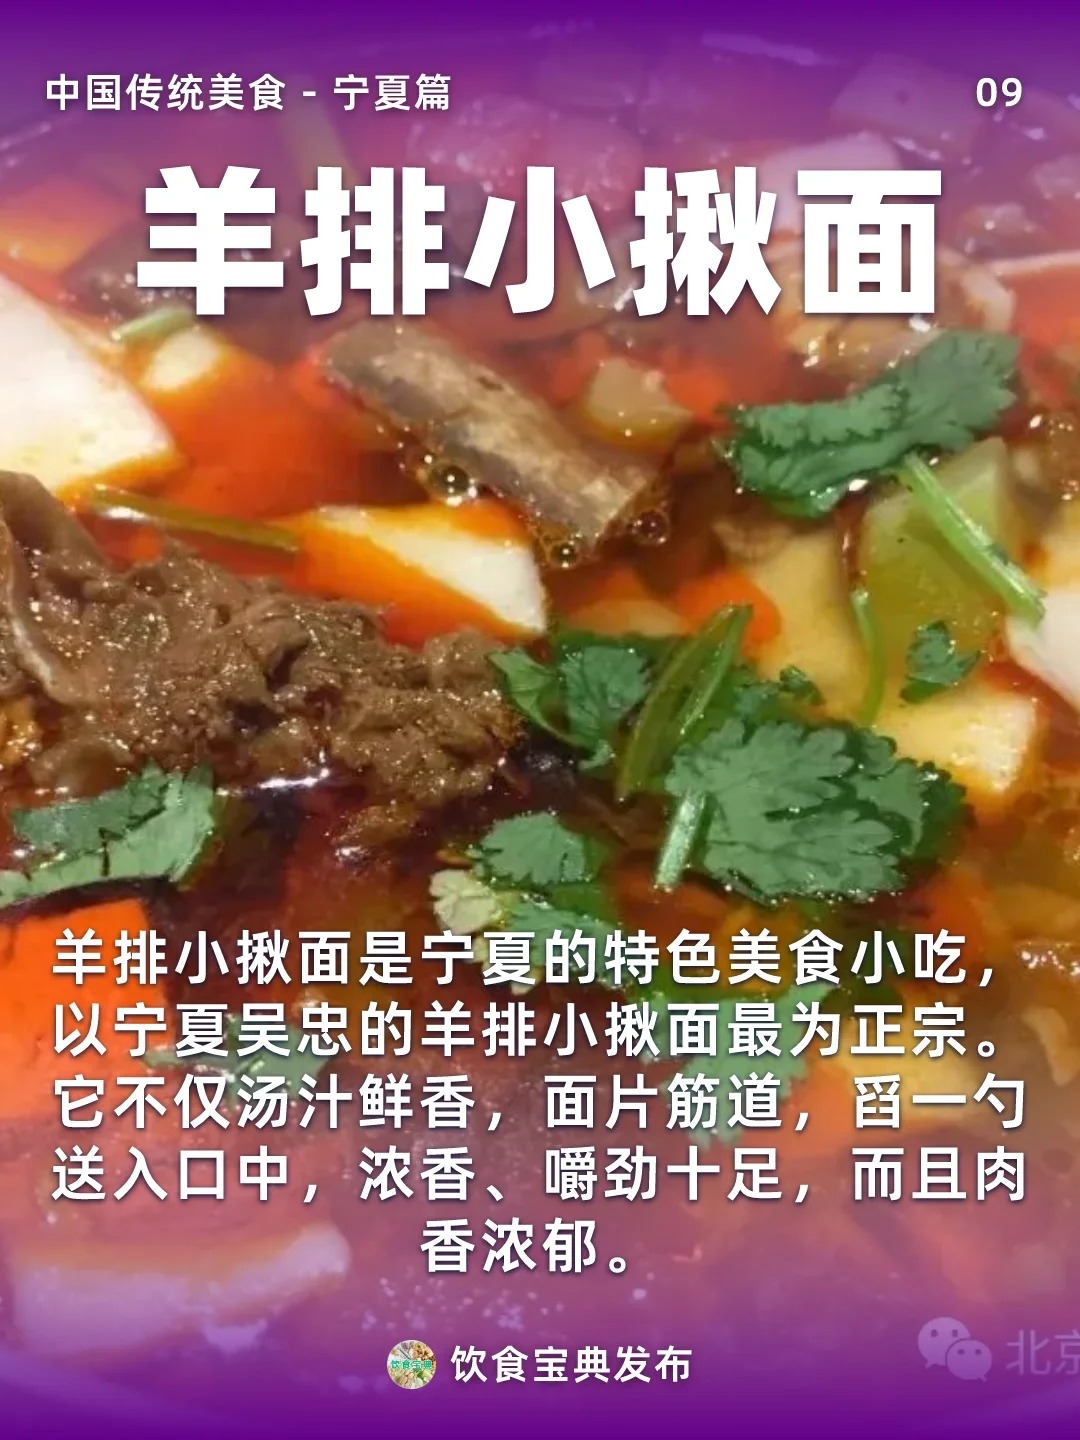 中国传统美食 - 宁夏篇
09
羊排小揪面
羊排小揪面是宁夏的特色美食小吃，
以宁夏吴忠的羊排小揪面最为正宗。
它不仅汤汁鲜香，面片筋道，舀一勺
送入口中，浓香、嚼劲十足，而且肉
香浓郁。
饮食宝典
饮食宝典发布
北京